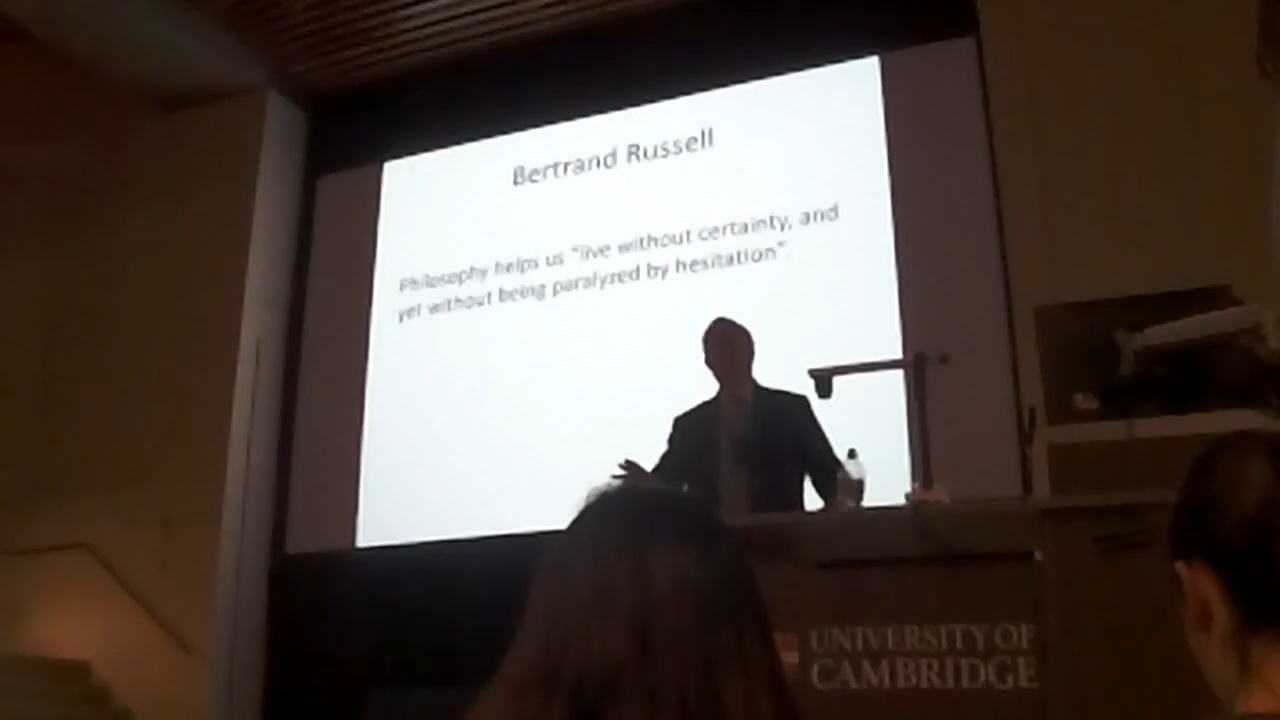 Bertrand Russell
Philosophy helps us "live without certainty, and
yet without being paralyzed by hesitation".
UNIVERSITY OF
CAMBRIDGE